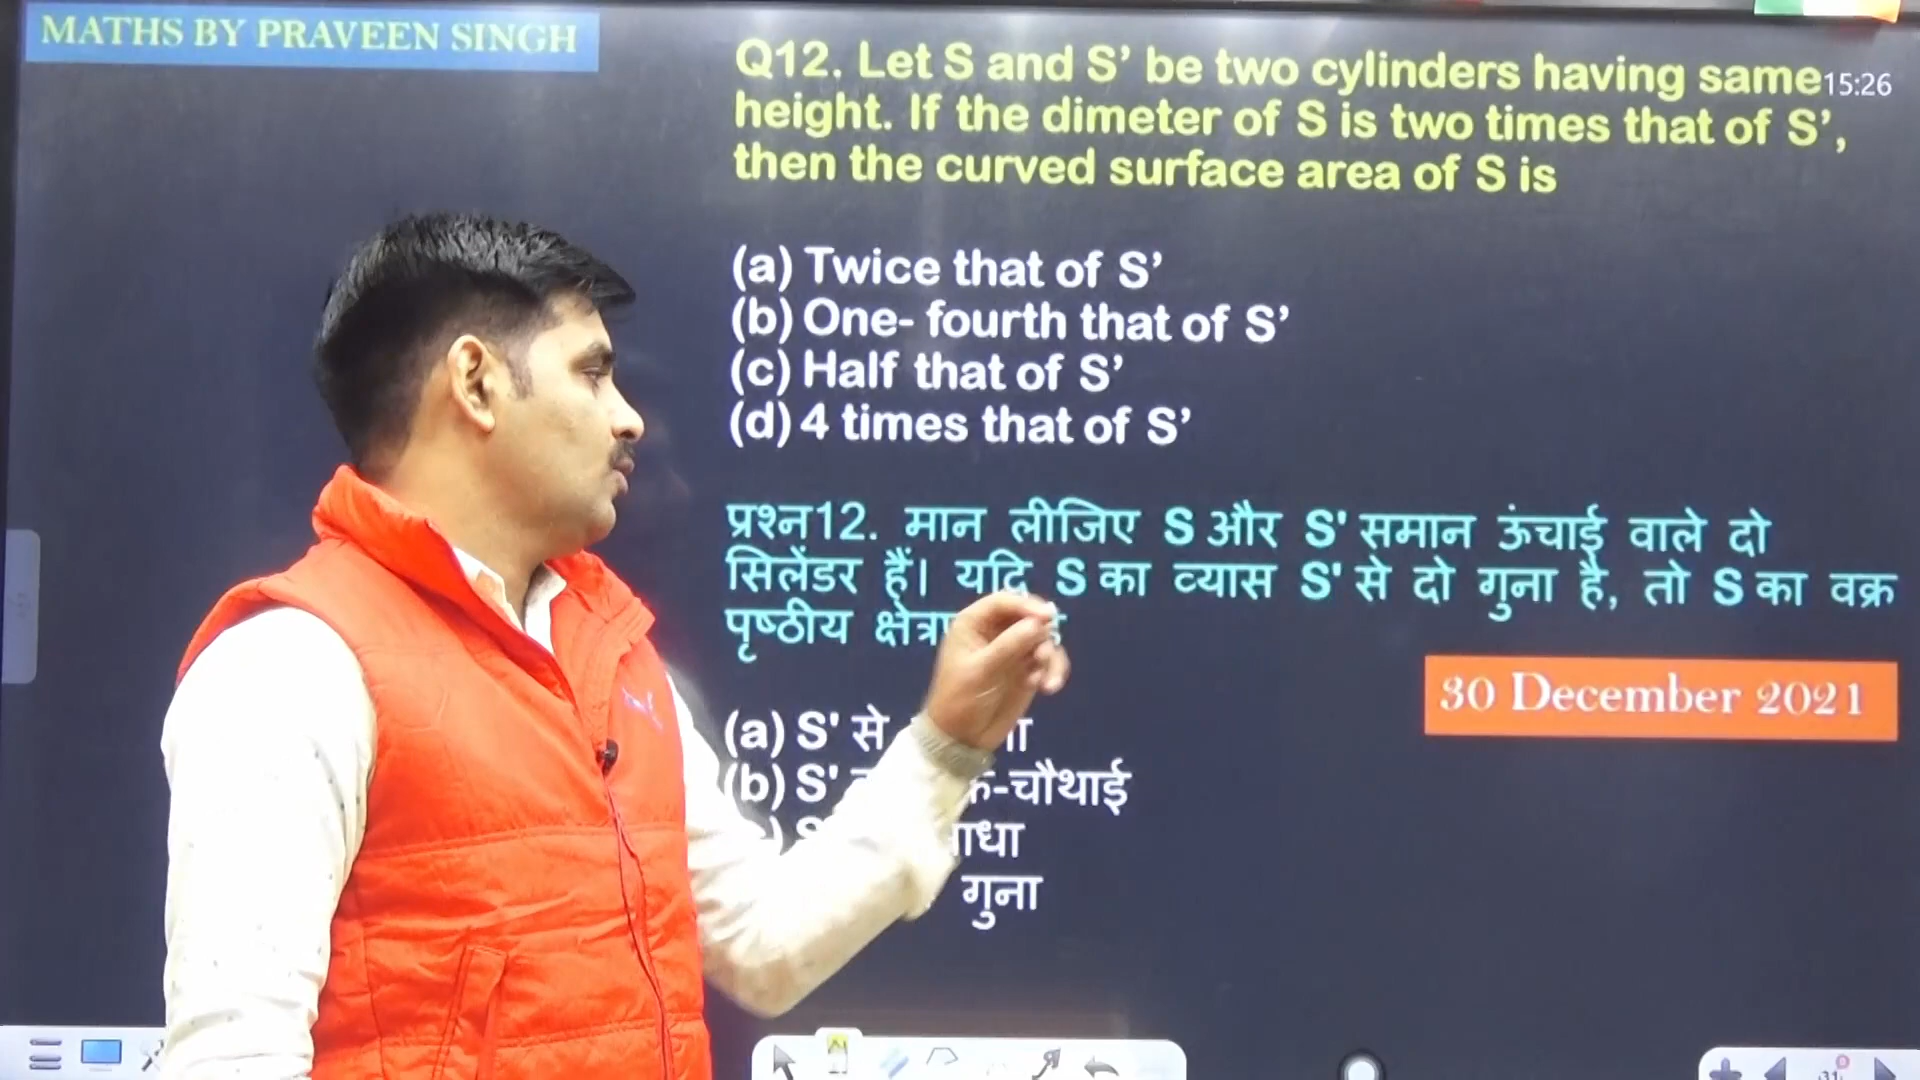 MATHS BY PRAVEEN SINGH
Q12. Let S and S’ be two cylinders having same
15:26
height. If the dimeter of S is two times that of S’,
then the curved surface area of S is
(a) Twice that of S’
(b) One- fourth that of S’
(c) Half that of S’
(d) 4 times that of S’
प्रश्न12. मान लीजिए S और S' समान ऊंचाई वाले दो
सिलेंडर हैं। यदि S का व्यास S' से दो गुना है, तो S का वक्र
पृष्ठीय
30 December 2021
(a) S' से
(b) S' चौथाई
गुना
31